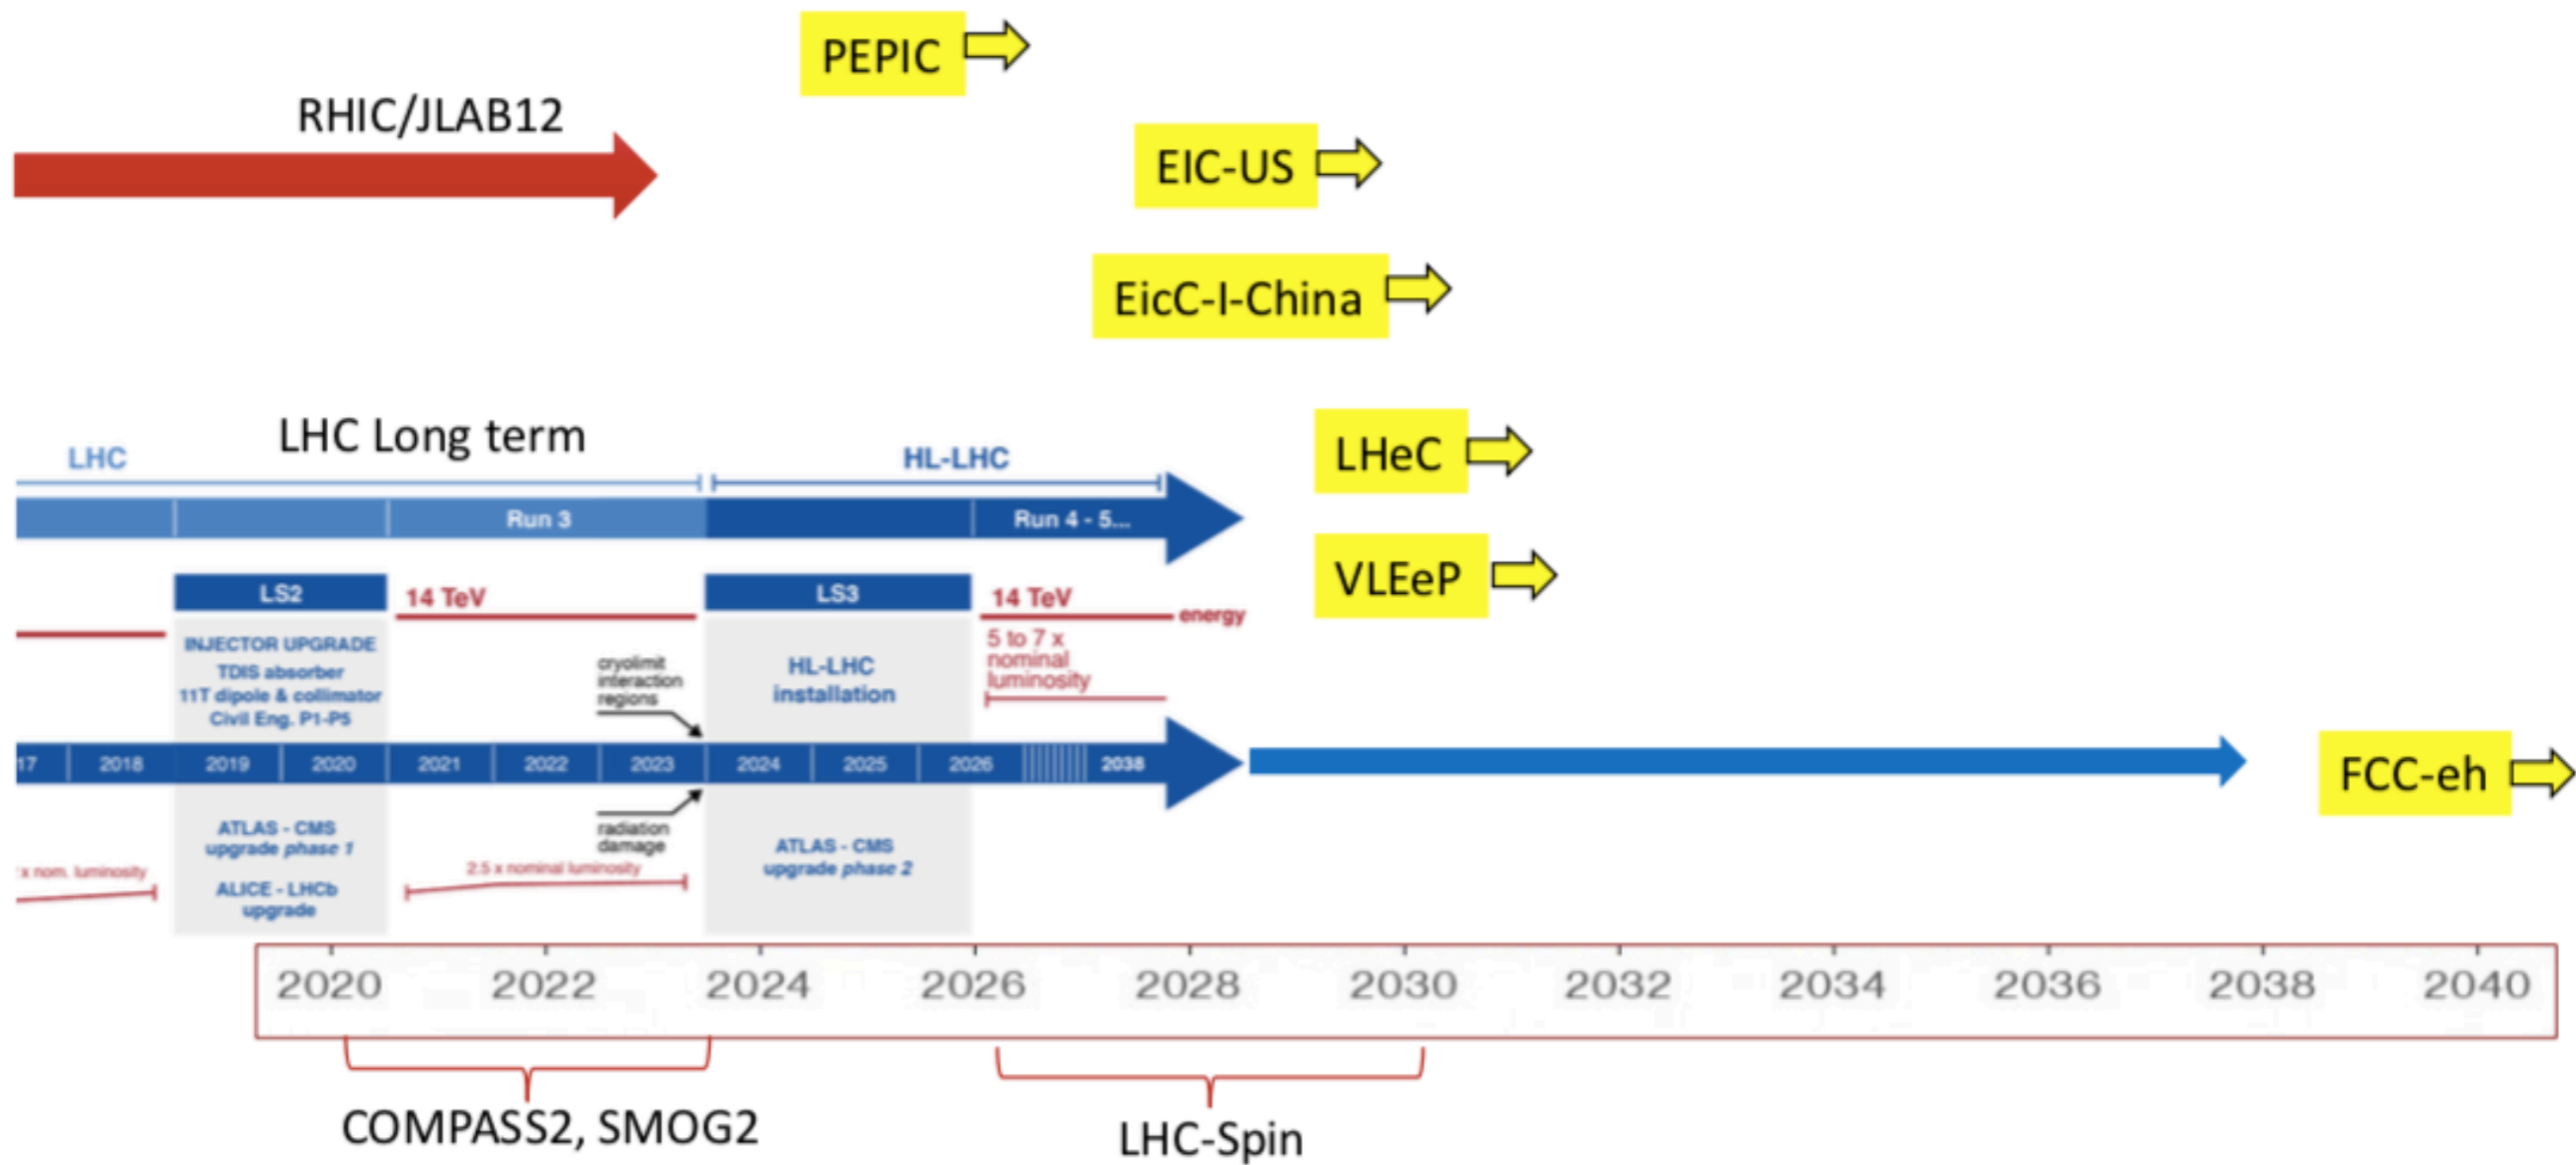 PEPIC
RHIC/JLAB12
EIC-US
EicC-I-China
LHC Long term
LHC
HL-LHC
LHeC
Run 3
Run 4 - 5...
VLEeP
LS2
14 TeV
LS3
14 TeV
energy
INJECTOR UPGRADE
TDIS absorber
11T dipole & collimator
Civil Eng. P1-P5
cryolimit
interaction
regions
HL-LHC
installation
5 to 7 x
nominal
luminosity
17 2018 2019 2020 2021 2022 2023 2024 2025 2026 2038
FCC-eh
ATLAS - CMS
upgrade phase 1
ALICE - LHCb
upgrade
radiation
damage
ATLAS - CMS
upgrade phase 2
x nom. luminosity
2.5 x nominal luminosity
2020 2022 2024 2026 2028 2030 2032 2034 2036 2038 2040
COMPASS2, SMOG2
LHC-Spin